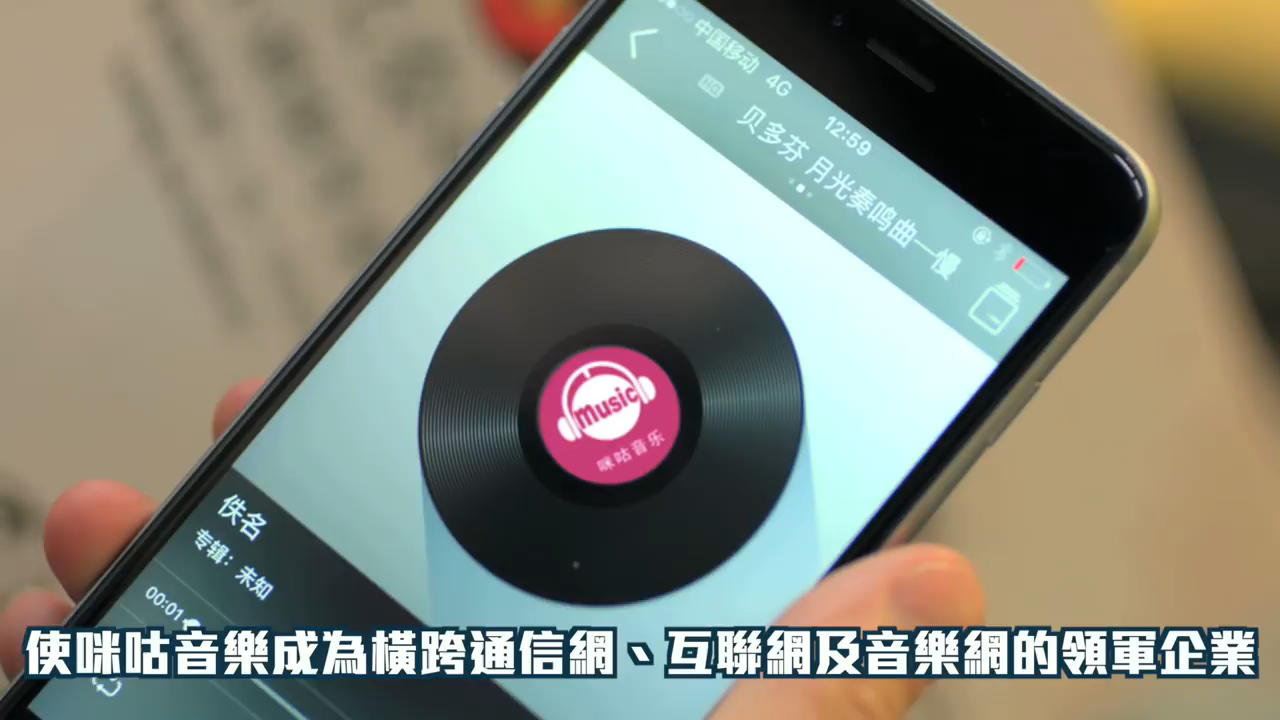 中国移动 4G
12:59
HQ
贝多芬 月光奏鸣曲—慢
music
咪咕音乐
佚名
专辑：未知
00:01
使咪咕音樂成為橫跨通信網、互聯網及音樂網的領軍企業